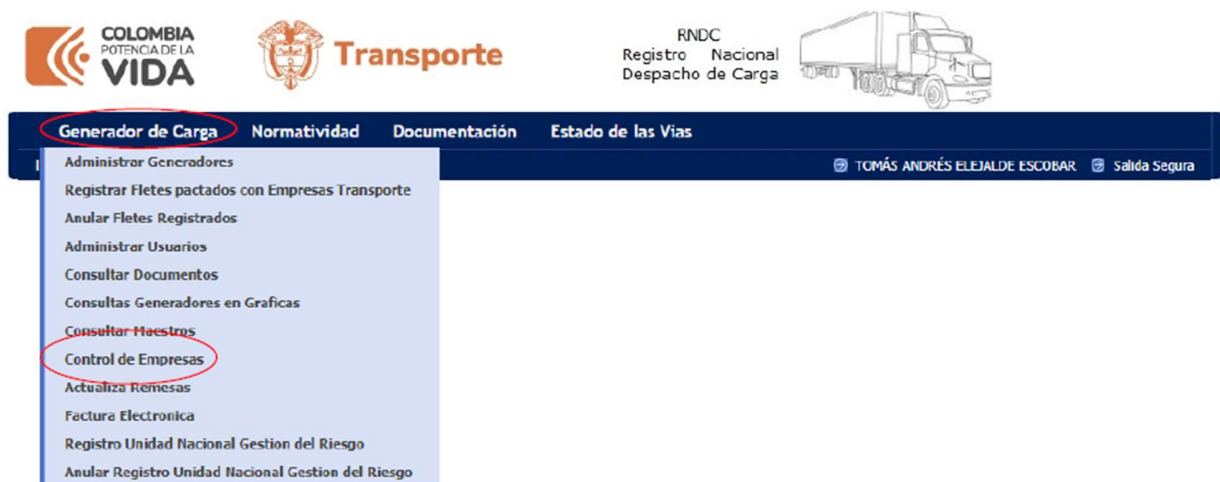 COLOMBIA
POTENCIA DE LA
VIDA
Transporte
RNDC
Registro Nacional
Despacho de Carga
Generador de Carga Normatividad Documentación Estado de las Vias
TOMÁS ANDRÉS ELEJALDE ESCOBAR Salida Segura
Administrar Generadores
Registrar Fletes pactados con Empresas Transporte
Anular Fletes Registrados
Administrar Usuarios
Consultar Documentos
Consultas Generadores en Graficas
Consultar Maestros
Control de Empresas
Actualiza Remesas
Factura Electronica
Registro Unidad Nacional Gestion del Riesgo
Anular Registro Unidad Nacional Gestion del Riesgo